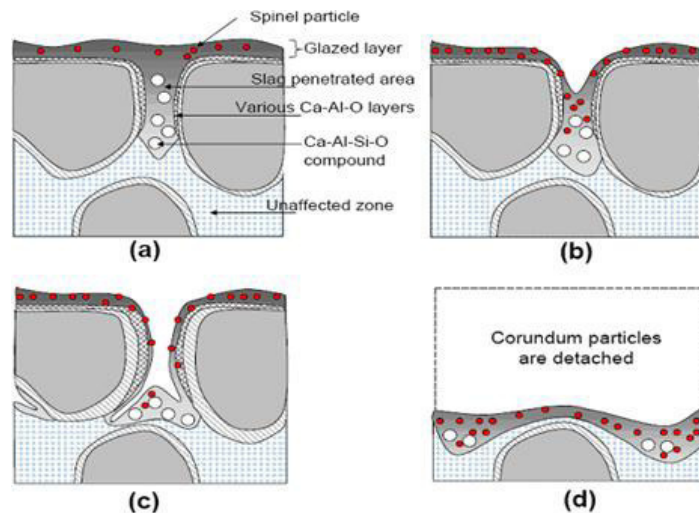 Spinel particle
Glazed layer
Slag penetrated area
Various Ca-Al-O layers
Ca-Al-Si-O
compound
Unaffected zone
(a)
(b)
Corundum particles
are detached
(c)
(d)